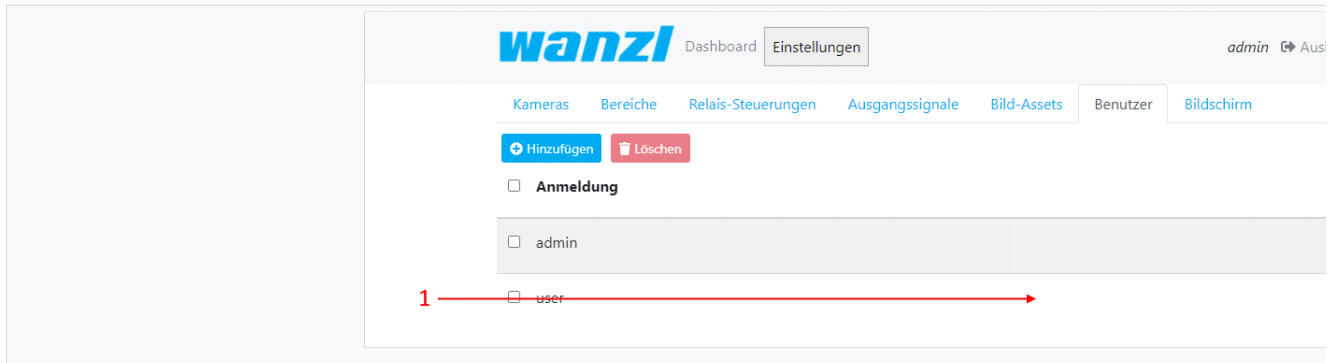 wanzl Dashboard Einstellungen admin
Kameras Bereiche Relais-Steuerungen Ausgangssignale Bild-Assets Benutzer Bildschirm
Hinzufügen Löschen
Anmeldung
admin
1 user